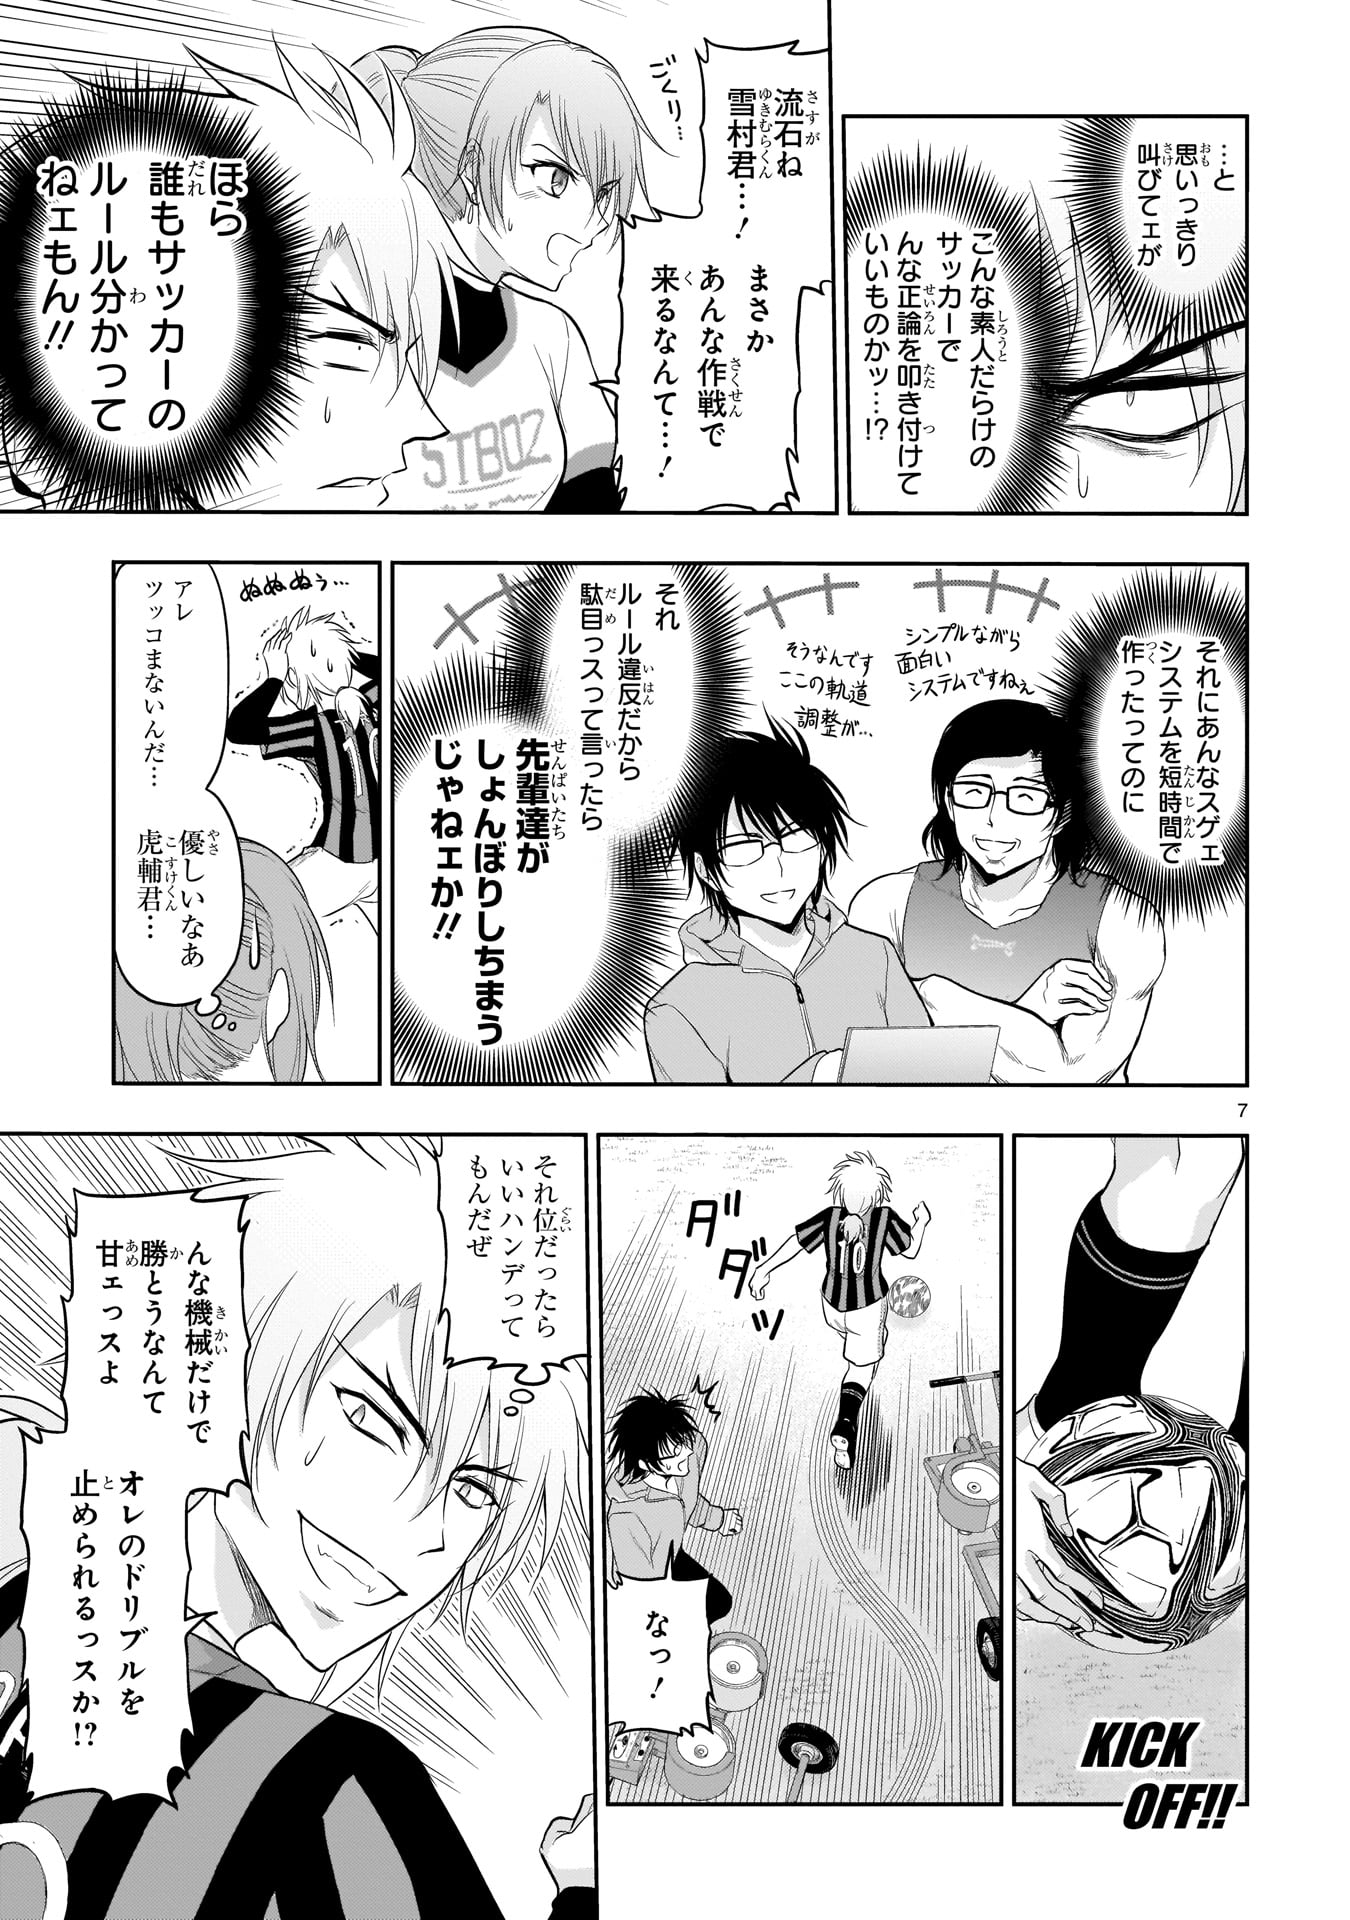 …と
思いっきり
叫びてェが
こんな素人だらけの
サッカーで
んな正論を叩き付けて
いいものかッ…!?
流石ね
雪村君…!
まさか
あんな作戦で
来るなんて…!
ごくり…
STB02
ほら
誰もサッカーの
ルール分かって
ねェもん!!
それにあんなスゲェ
システムを短時間で
作ったってのに
シンプルながら
面白い
システムですねぇ
そうなんです
ここの軌道
調整が…
それ
ルール違反だから
駄目っスって言ったら
先輩達が
しょんぼりしちまう
じゃねェか!!
ぬぬぬぅ…
アレ
ツッコまないんだ…
優しいなあ
虎輔君…
7
KICK
OFF!!
ダダダッ
10
なっ!
それ位だったら
いいハンデって
もんだぜ
んな機械だけで
勝とうなんて
甘ェっスよ
オレのドリブルを
止められるっスか!?